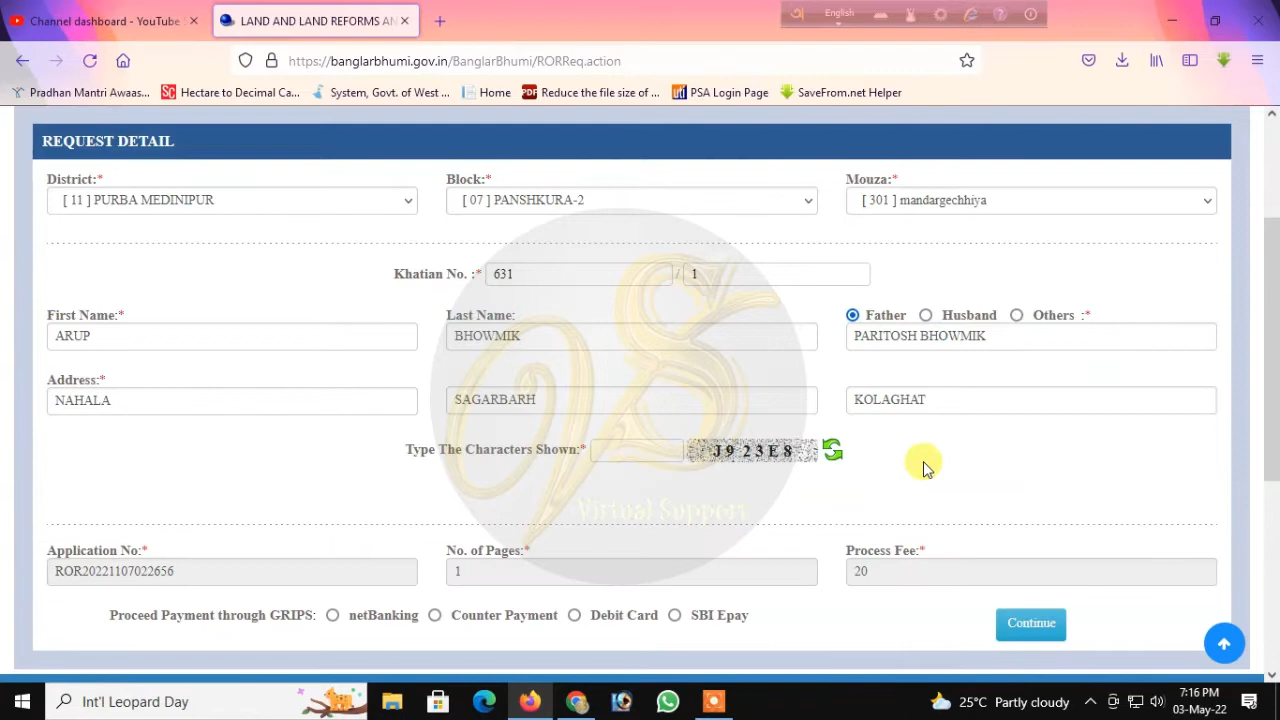 Channel dashboard - YouTube S
LAND AND LAND REFORMS AN
English
https://banglarbhumi.gov.in/BanglarBhumi/RORReq.action
Pradhan Mantri Awaas...
Hectare to Decimal Ca...
System, Govt. of West ...
Home
Reduce the file size of ...
PSA Login Page
SaveFrom.net Helper
REQUEST DETAIL
District:* Block:* Mouza:*
[ 11 ] PURBA MEDINIPUR [ 07 ] PANSHKURA-2 [ 301 ] mandargechhiya
Khatian No. :* 631 / 1
First Name:* Last Name: Father Husband Others :*
ARUP BHOWMIK PARITOSH BHOWMIK
Address:*
NAHALA SAGARBARH KOLAGHAT
Type The Characters Shown:* J923E8
Virtual Support
Application No:* No. of Pages:* Process Fee:*
ROR20221107022656 1 20
Proceed Payment through GRIPS: netBanking Counter Payment Debit Card SBI Epay
Continue
Int'l Leopard Day
25°C Partly cloudy
7:16 PM
03-May-22